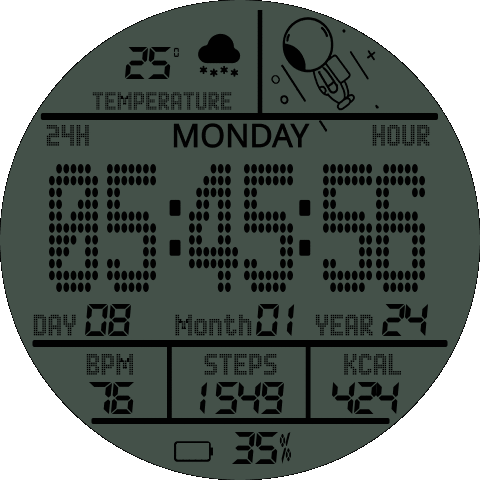 25°
TEMPERATURE
24H MONDAY HOUR
05:45:56
DAY 08 Month 01 YEAR 24
BPM STEPS KCAL
76 1549 424
35%